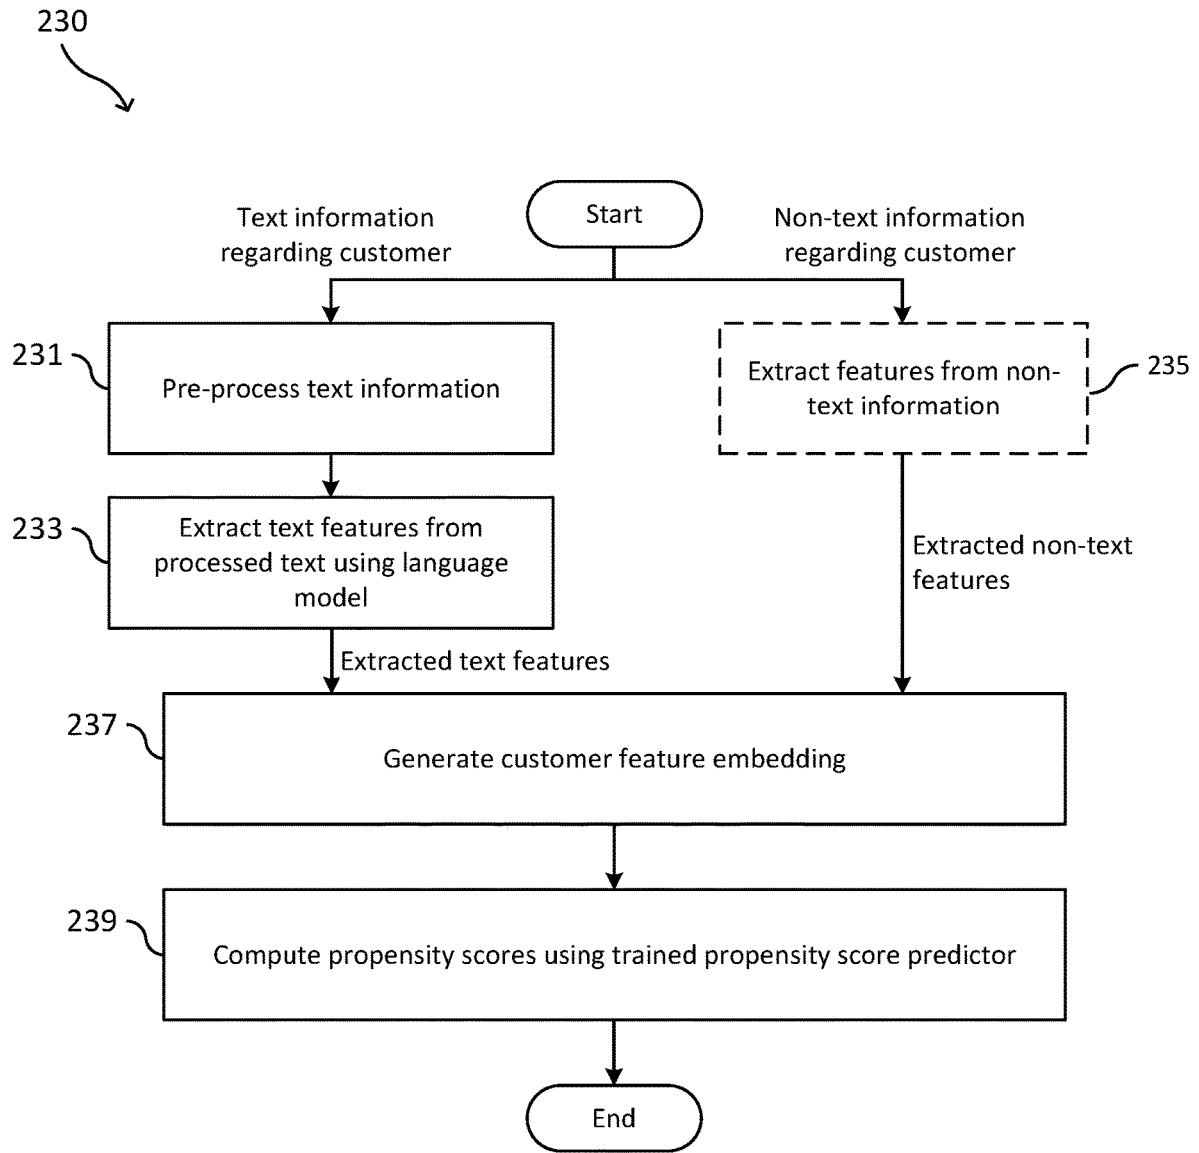 230
Start
Text information
regarding customer
Non-text information
regarding customer
231
Pre-process text information
Extract features from non-
text information
235
233
Extract text features from
processed text using language
model
Extracted non-text
features
Extracted text features
237
Generate customer feature embedding
239
Compute propensity scores using trained propensity score predictor
End